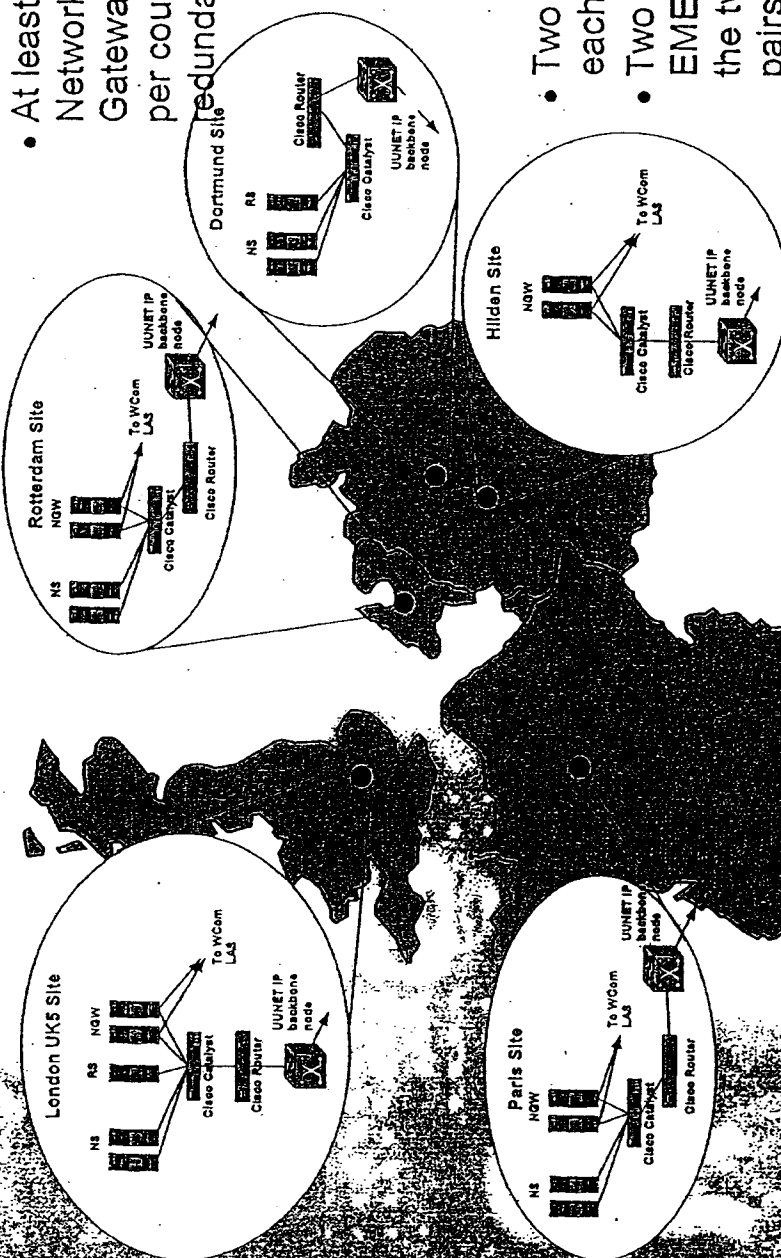 • At least
Network
Gatewa
per cou
redunda
• Two
each
• Two
EME
the tw
pairs
London UK5 Site
NS
RS
NGW
To WCom
LAS
Cisco Catalyst
Cisco Router
UUNET IP
backbone
node
Rotterdam Site
NS
NGW
To WCom
LAS
Cisco Catalyst
Cisco Router
UUNET IP
backbone
node
Dortmund Site
NS
RS
Cisco Router
Cisco Catalyst
UUNET IP
backbone
node
Paris Site
NS
NGW
To WCom
LAS
Cisco Catalyst
Cisco Router
UUNET IP
backbone
node
Hilden Site
NGW
To WCom
LAS
Cisco Catalyst
Cisco Router
UUNET IP
backbone
node